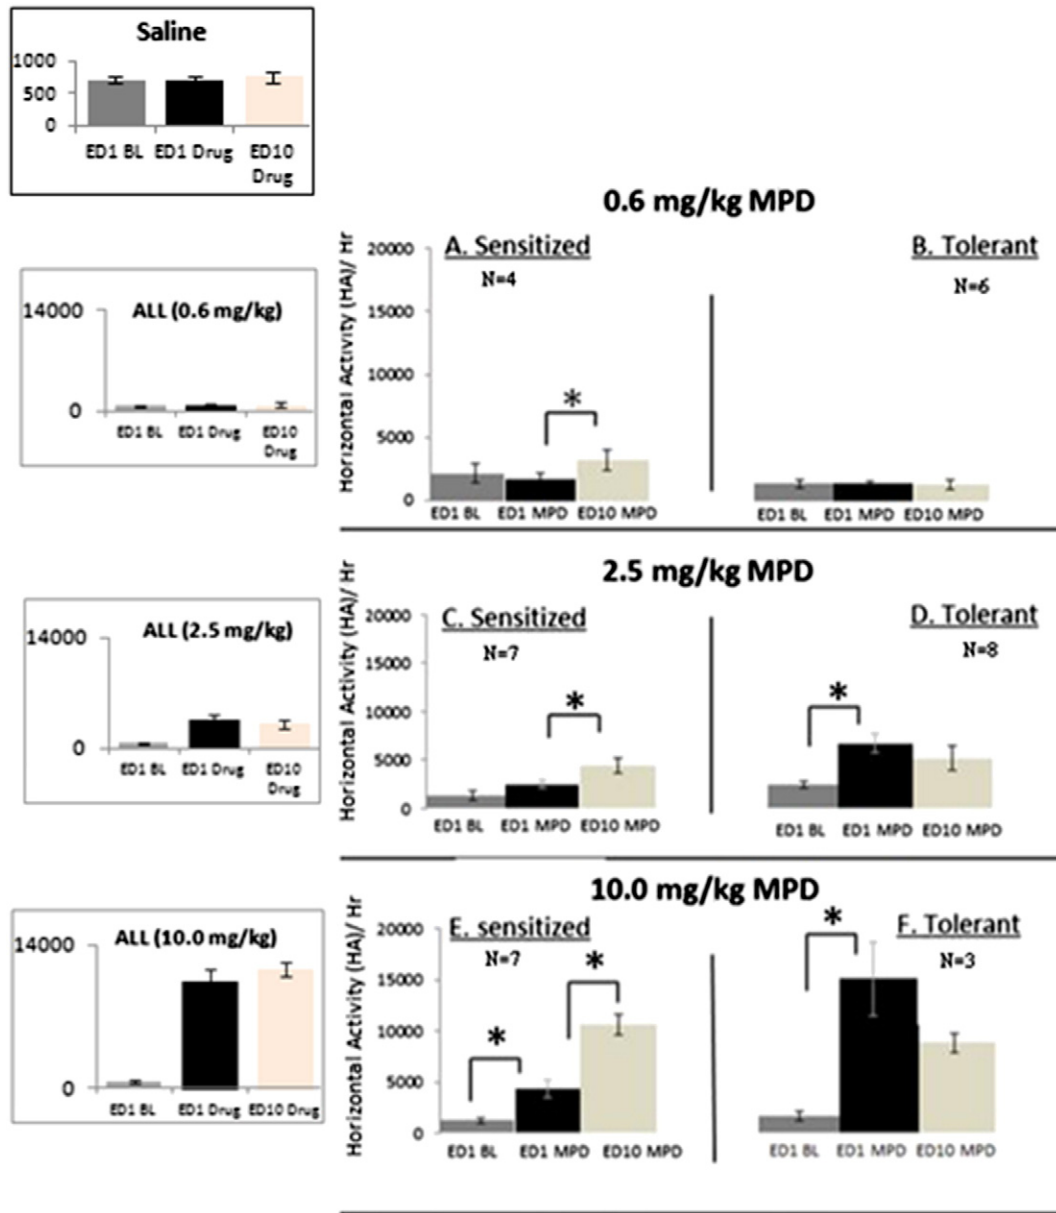 Saline
1000
500
0
ED1 BL ED1 Drug ED10
Drug
0.6 mg/kg MPD
ALL (0.6 mg/kg)
14000
0
ED1 BL ED1 Drug ED10
Drug
Horizontal Activity (HA)/ Hr
A. Sensitized
N=4
20000
15000
10000
5000
0
*
ED1 BL ED1 MPD ED10 MPD
B. Tolerant
N=6
ED1 BL ED1 MPD ED10 MPD
2.5 mg/kg MPD
ALL (2.5 mg/kg)
14000
0
ED1 BL ED1 Drug ED10
Drug
Horizontal Activity (HA)/ Hr
C. Sensitized
N=7
20000
15000
10000
5000
0
*
ED1 BL ED1 MPD ED10 MPD
D. Tolerant
N=8
*
ED1 BL ED1 MPD ED10 MPD
10.0 mg/kg MPD
ALL (10.0 mg/kg)
14000
0
ED1 BL ED1 Drug ED10 Drug
Horizontal Activity (HA)/ Hr
E. sensitized
N=7
20000
15000
10000
5000
0
*
*
ED1 BL ED1 MPD ED10 MPD
F. Tolerant
N=3
*
ED1 BL ED1 MPD ED10 MPD